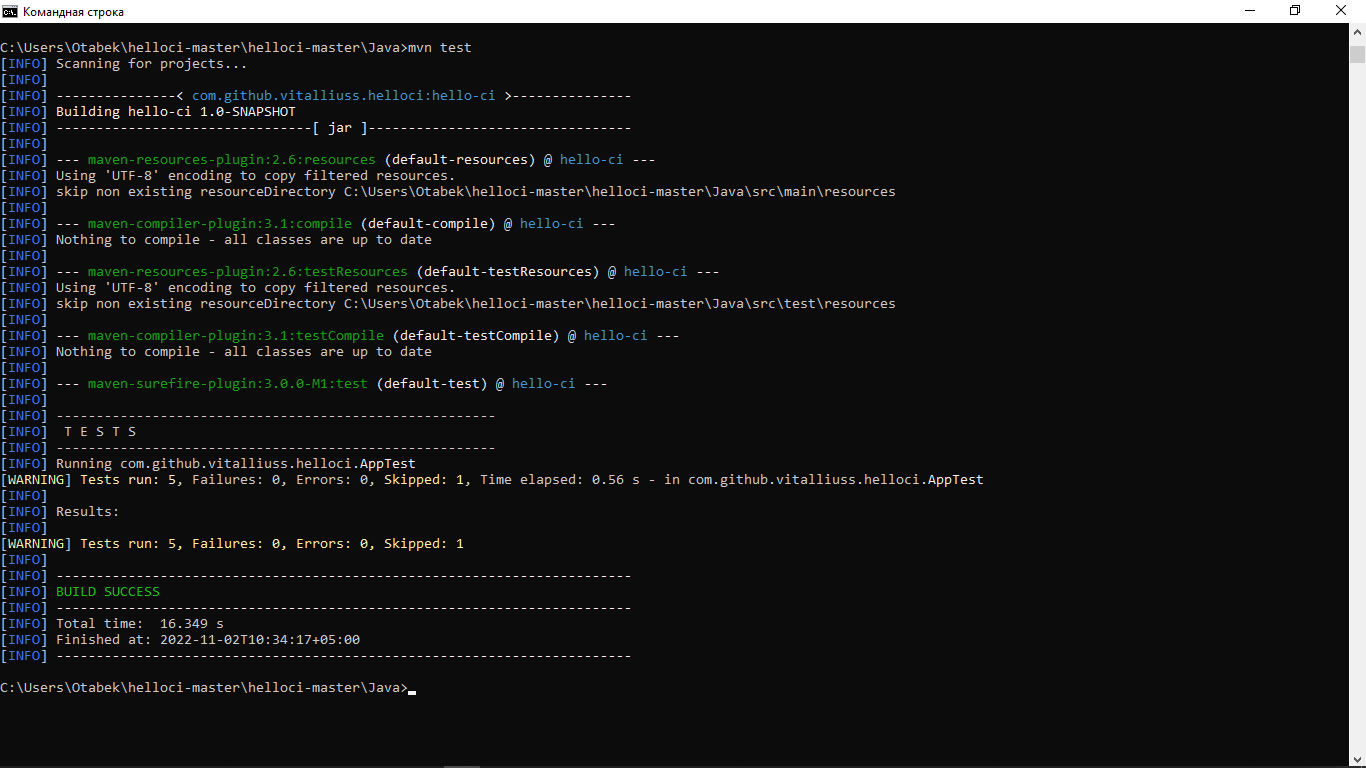 Командная строка
C:\Users\Otabek\helloci-master\helloci-master\Java>mvn test
[INFO] Scanning for projects...
[INFO]
[INFO] ---------------< com.github.vitalliuss.helloci:hello-ci >---------------
[INFO] Building hello-ci 1.0-SNAPSHOT
[INFO] --------------------------------[ jar ]---------------------------------
[INFO]
[INFO] --- maven-resources-plugin:2.6:resources (default-resources) @ hello-ci ---
[INFO] Using 'UTF-8' encoding to copy filtered resources.
[INFO] skip non existing resourceDirectory C:\Users\Otabek\helloci-master\helloci-master\Java\src\main\resources
[INFO]
[INFO] --- maven-compiler-plugin:3.1:compile (default-compile) @ hello-ci ---
[INFO] Nothing to compile - all classes are up to date
[INFO]
[INFO] --- maven-resources-plugin:2.6:testResources (default-testResources) @ hello-ci ---
[INFO] Using 'UTF-8' encoding to copy filtered resources.
[INFO] skip non existing resourceDirectory C:\Users\Otabek\helloci-master\helloci-master\Java\src\test\resources
[INFO]
[INFO] --- maven-compiler-plugin:3.1:testCompile (default-testCompile) @ hello-ci ---
[INFO] Nothing to compile - all classes are up to date
[INFO]
[INFO] --- maven-surefire-plugin:3.0.0-M1:test (default-test) @ hello-ci ---
[INFO]
[INFO] -------------------------------------------------------
[INFO]  T E S T S
[INFO] -------------------------------------------------------
[INFO] Running com.github.vitalliuss.helloci.AppTest
[WARNING] Tests run: 5, Failures: 0, Errors: 0, Skipped: 1, Time elapsed: 0.56 s - in com.github.vitalliuss.helloci.AppTest
[INFO]
[INFO] Results:
[INFO]
[WARNING] Tests run: 5, Failures: 0, Errors: 0, Skipped: 1
[INFO]
[INFO] ------------------------------------------------------------------------
[INFO] BUILD SUCCESS
[INFO] ------------------------------------------------------------------------
[INFO] Total time:  16.349 s
[INFO] Finished at: 2022-11-02T10:34:17+05:00
[INFO] ------------------------------------------------------------------------
C:\Users\Otabek\helloci-master\helloci-master\Java>